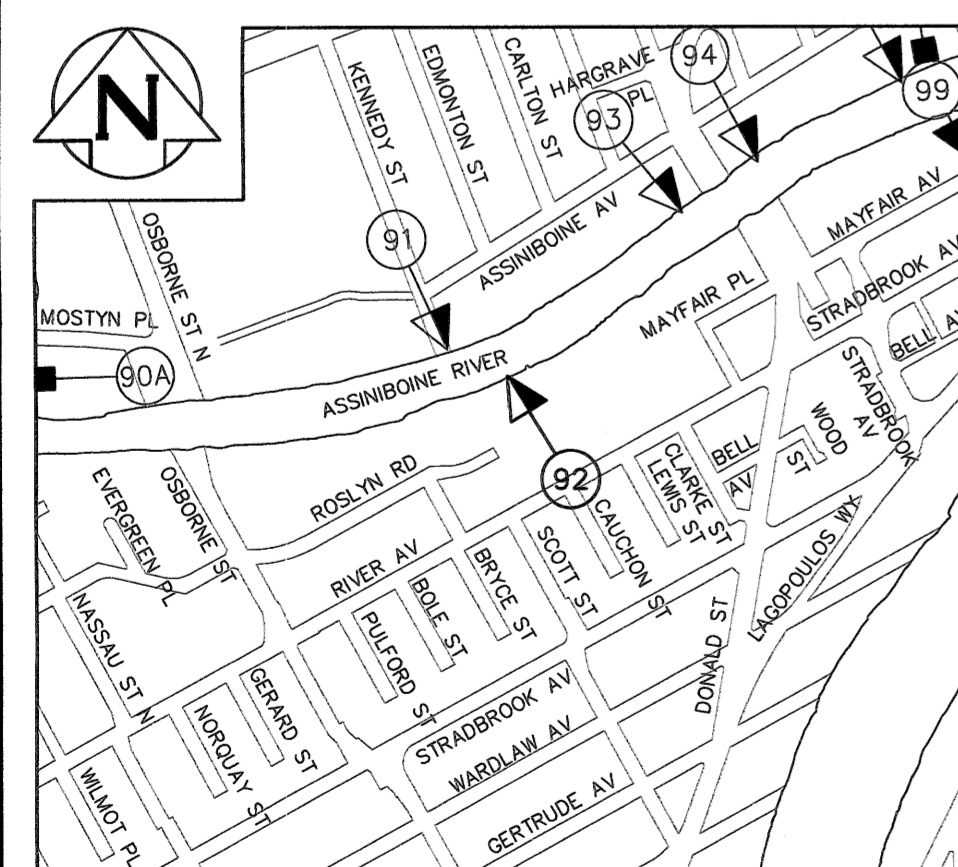 N
94
HARGRAVE
PL
CARLTON ST
EDMONTON ST
KENNEDY ST
93
99
OSBORNE ST N
91
ASSINIBOINE AV
MAYFAIR AV
STRADBROOK AV
MAYFAIR PL
MOSTYN PL
90A
ASSINIBOINE RIVER
BELL AV
STRADBROOK
AV
WOOD
ST
92
BELL
AV
CLARKE ST
LEWIS ST
ROSLYN RD
EVERGREEN PL
OSBORNE ST
RIVER AV
CAUCHON ST
SCOTT ST
BRYCE ST
BOLE ST
PULFORD ST
LAGOPOULOS WY
DONALD ST
NASSAU ST N
GERARD ST
NORQUAY ST
STRADBROOK AV
WARDLAW AV
GERTRUDE AV
WILMOT PL